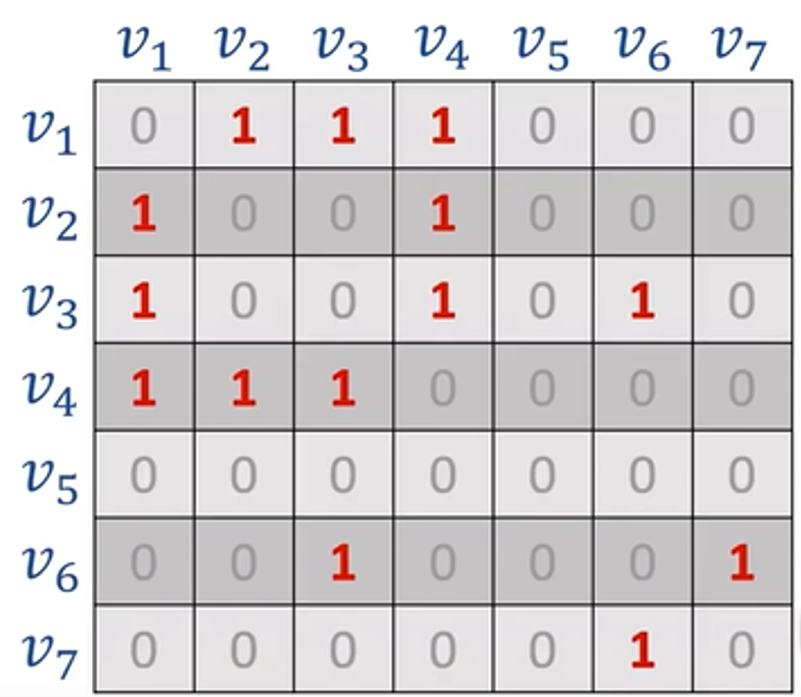 v₁ v₂ v₃ v₄ v₅ v₆ v₇
v₁ 0 1 1 1 0 0 0
v₂ 1 0 0 1 0 0 0
v₃ 1 0 0 1 0 1 0
v₄ 1 1 1 0 0 0 0
v₅ 0 0 0 0 0 0 0
v₆ 0 0 1 0 0 0 1
v₇ 0 0 0 0 0 1 0